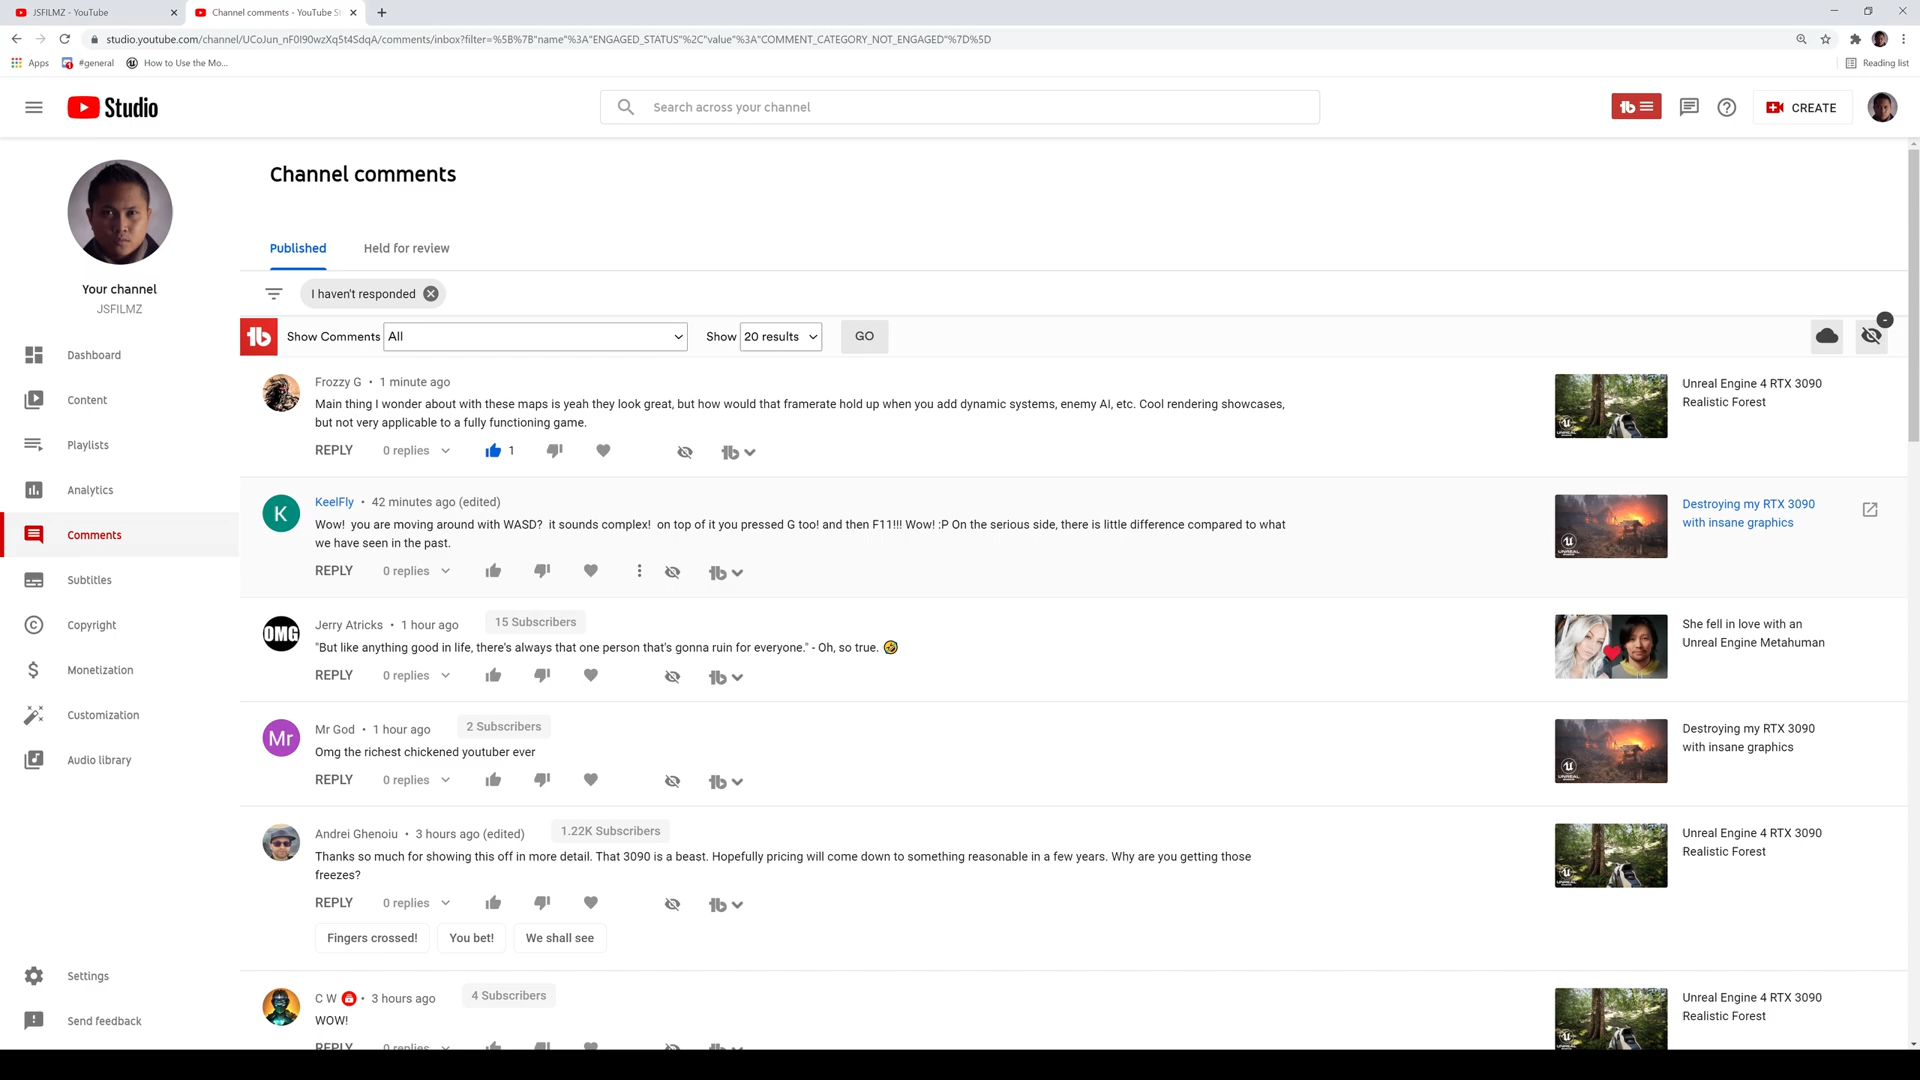 JSFILMZ - YouTube
Channel comments - YouTube St
studio.youtube.com/channel/UCoJun_nF0I90wzXq5t4SdqA/comments/inbox?filter=%5B%7B"name"%3A"ENGAGED_STATUS"%2C"value"%3A"COMMENT_CATEGORY_NOT_ENGAGED"%7D%5D
Apps
#general
How to Use the Mo...
Reading list
Studio
Search across your channel
CREATE
Channel comments
Your channel
JSFILMZ
Dashboard
Content
Playlists
Analytics
Comments
Subtitles
Copyright
Monetization
Customization
Audio library
Settings
Send feedback
Published
Held for review
I haven't responded
Show Comments All
Show 20 results
GO
Frozzy G • 1 minute ago
Main thing I wonder about with these maps is yeah they look great, but how would that framerate hold up when you add dynamic systems, enemy AI, etc. Cool rendering showcases,
but not very applicable to a fully functioning game.
REPLY 0 replies 1
Unreal Engine 4 RTX 3090
Realistic Forest
KeelFly • 42 minutes ago (edited)
K
Wow! you are moving around with WASD? it sounds complex! on top of it you pressed G too! and then F11!!! Wow! :P On the serious side, there is little difference compared to what
we have seen in the past.
REPLY 0 replies
Destroying my RTX 3090
with insane graphics
OMG
Jerry Atricks • 1 hour ago 15 Subscribers
"But like anything good in life, there's always that one person that's gonna ruin for everyone." - Oh, so true. 🤣
REPLY 0 replies
She fell in love with an
Unreal Engine Metahuman
Mr
Mr God • 1 hour ago 2 Subscribers
Omg the richest chickened youtuber ever
REPLY 0 replies
Destroying my RTX 3090
with insane graphics
Andrei Ghenoiu • 3 hours ago (edited) 1.22K Subscribers
Thanks so much for showing this off in more detail. That 3090 is a beast. Hopefully pricing will come down to something reasonable in a few years. Why are you getting those
freezes?
REPLY 0 replies
Fingers crossed! You bet! We shall see
Unreal Engine 4 RTX 3090
Realistic Forest
C W • 3 hours ago 4 Subscribers
WOW!
REPLY 0 replies
Unreal Engine 4 RTX 3090
Realistic Forest